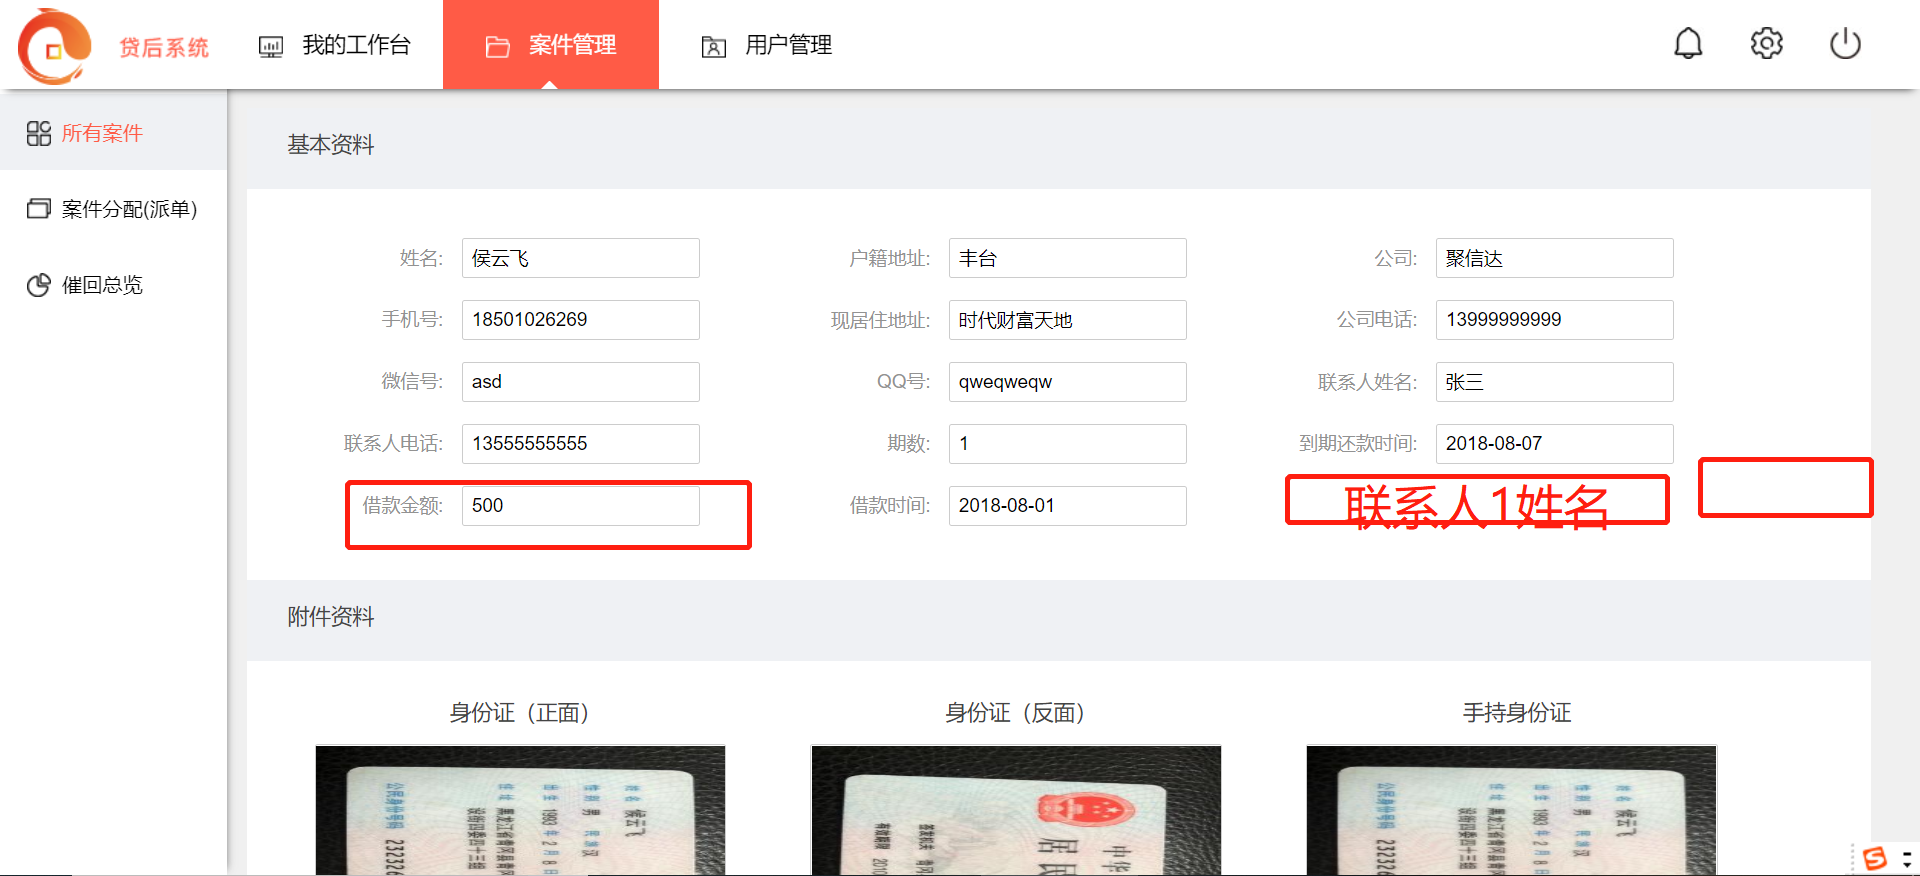 贷后系统
我的工作台
案件管理
用户管理
所有案件
案件分配(派单)
催回总览
基本资料
姓名: 侯云飞 户籍地址: 丰台 公司: 聚信达
手机号: 18501026269 现居住地址: 时代财富天地 公司电话: 13999999999
微信号: asd QQ号: qweqweqw 联系人姓名: 张三
联系人电话: 13555555555 期数: 1 到期还款时间: 2018-08-07
借款金额: 500 借款时间: 2018-08-01 联系人1姓名
附件资料
身份证（正面） 身份证（反面） 手持身份证